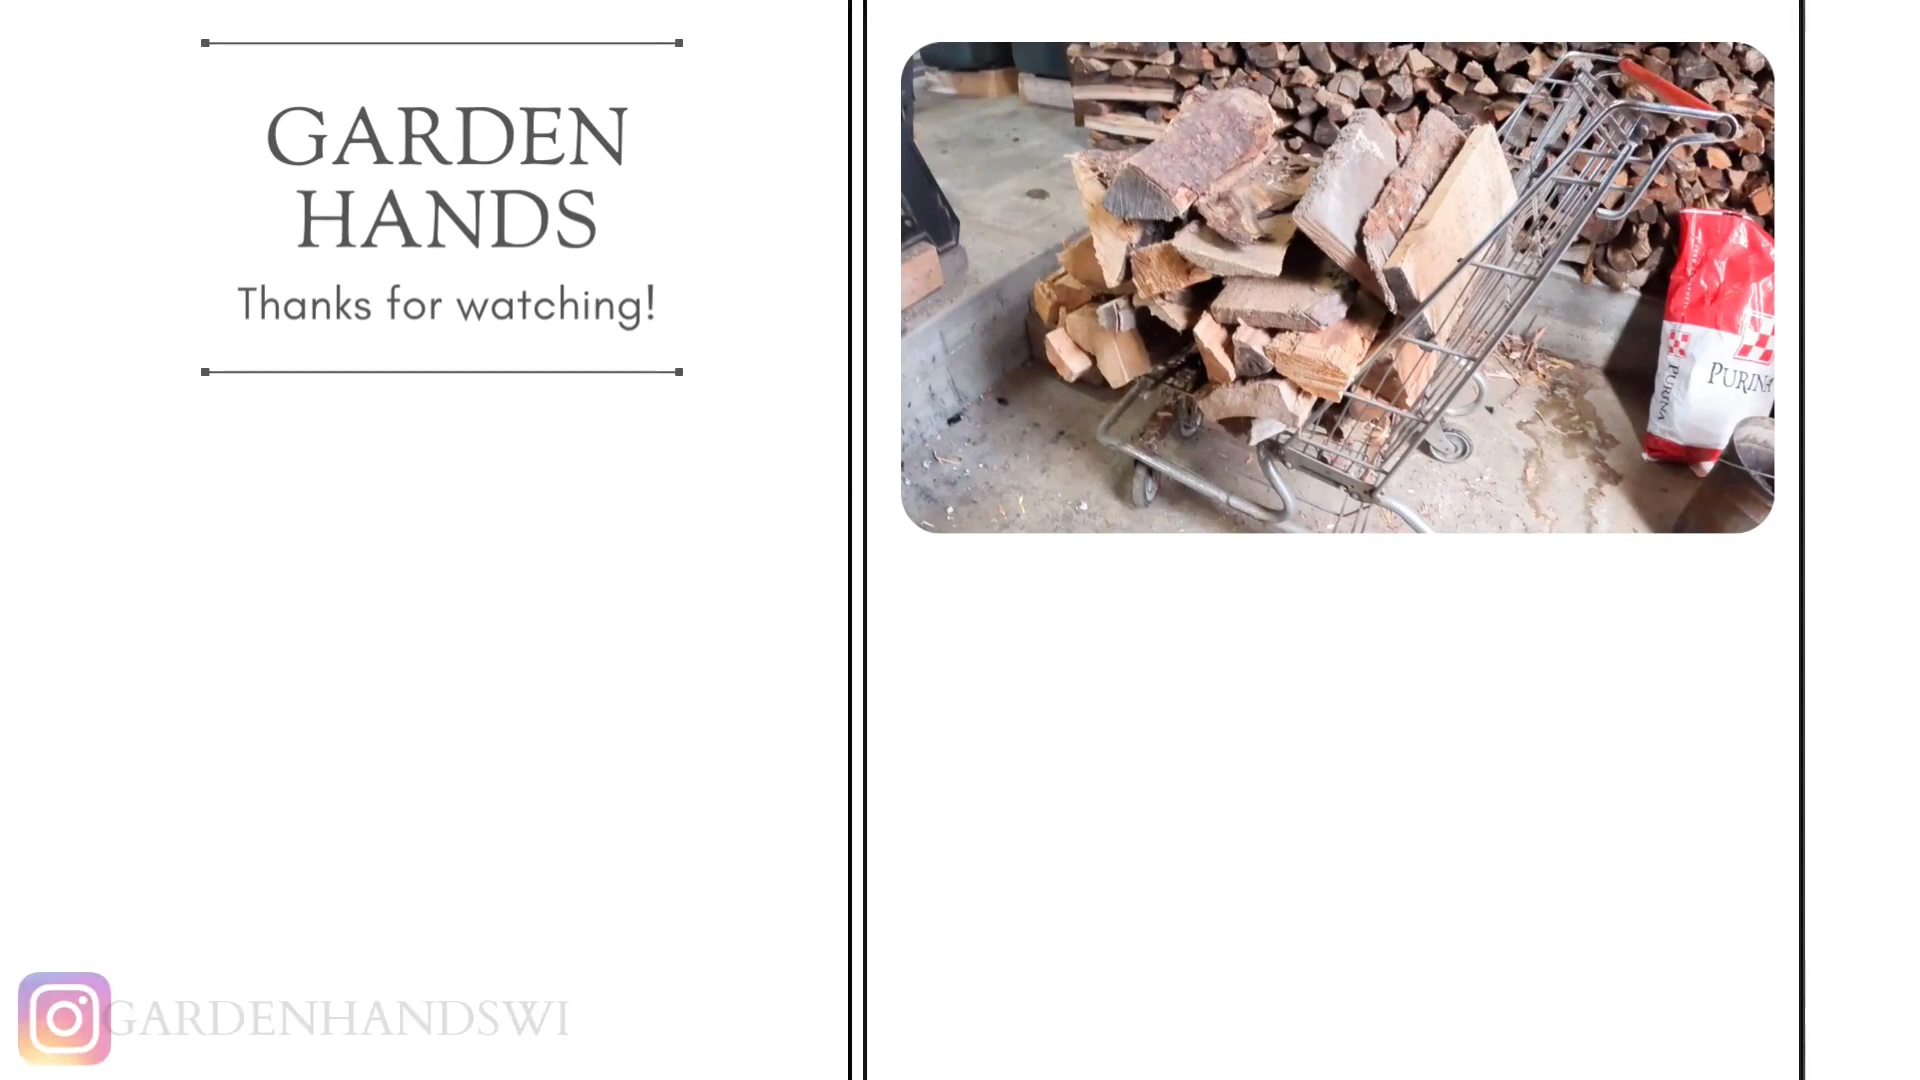 GARDEN
HANDS
Thanks for watching!
PURINA
PURINA
GARDENHANDSWI